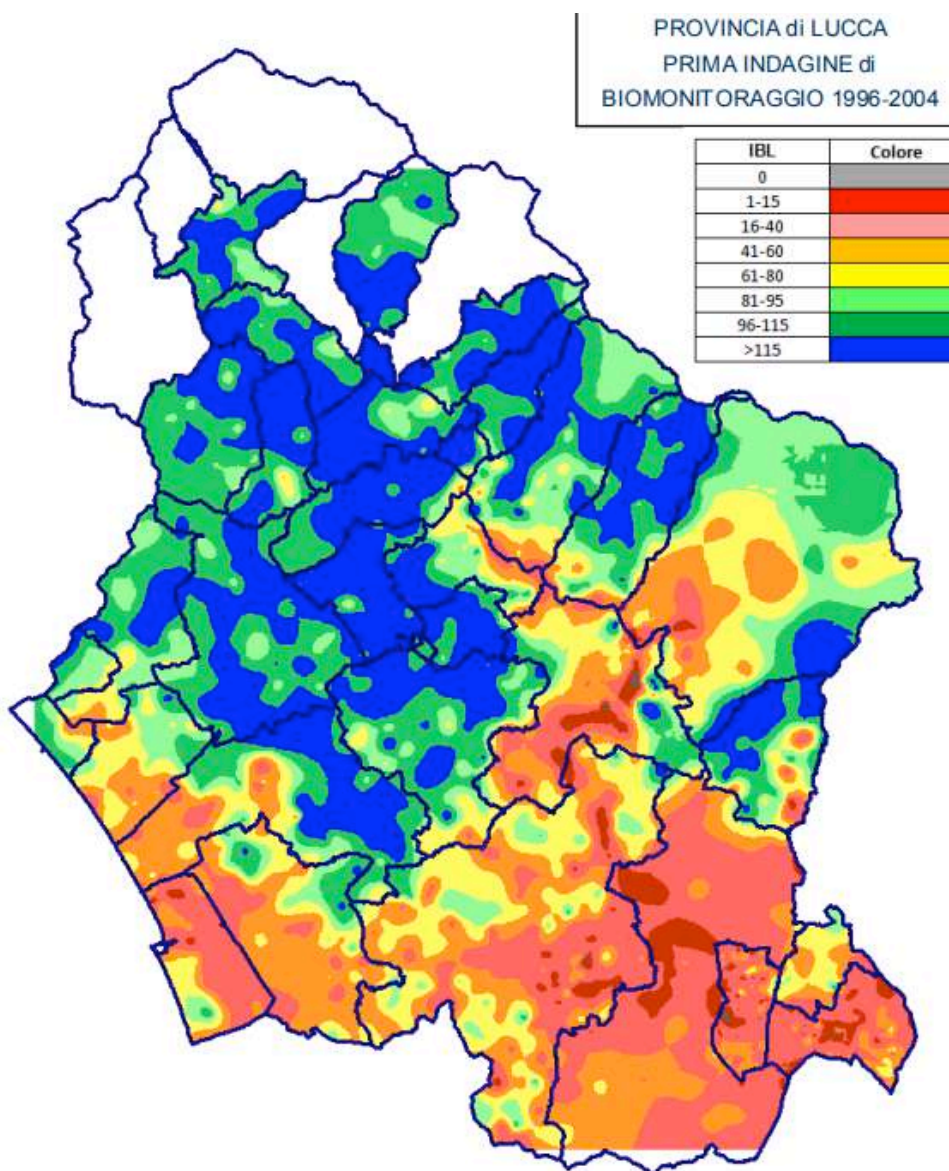 PROVINCIA di LUCCA
PRIMA INDAGINE di
BIOMONITORAGGIO 1996-2004
IBL Colore
0
1-15
16-40
41-60
61-80
81-95
96-115
>115